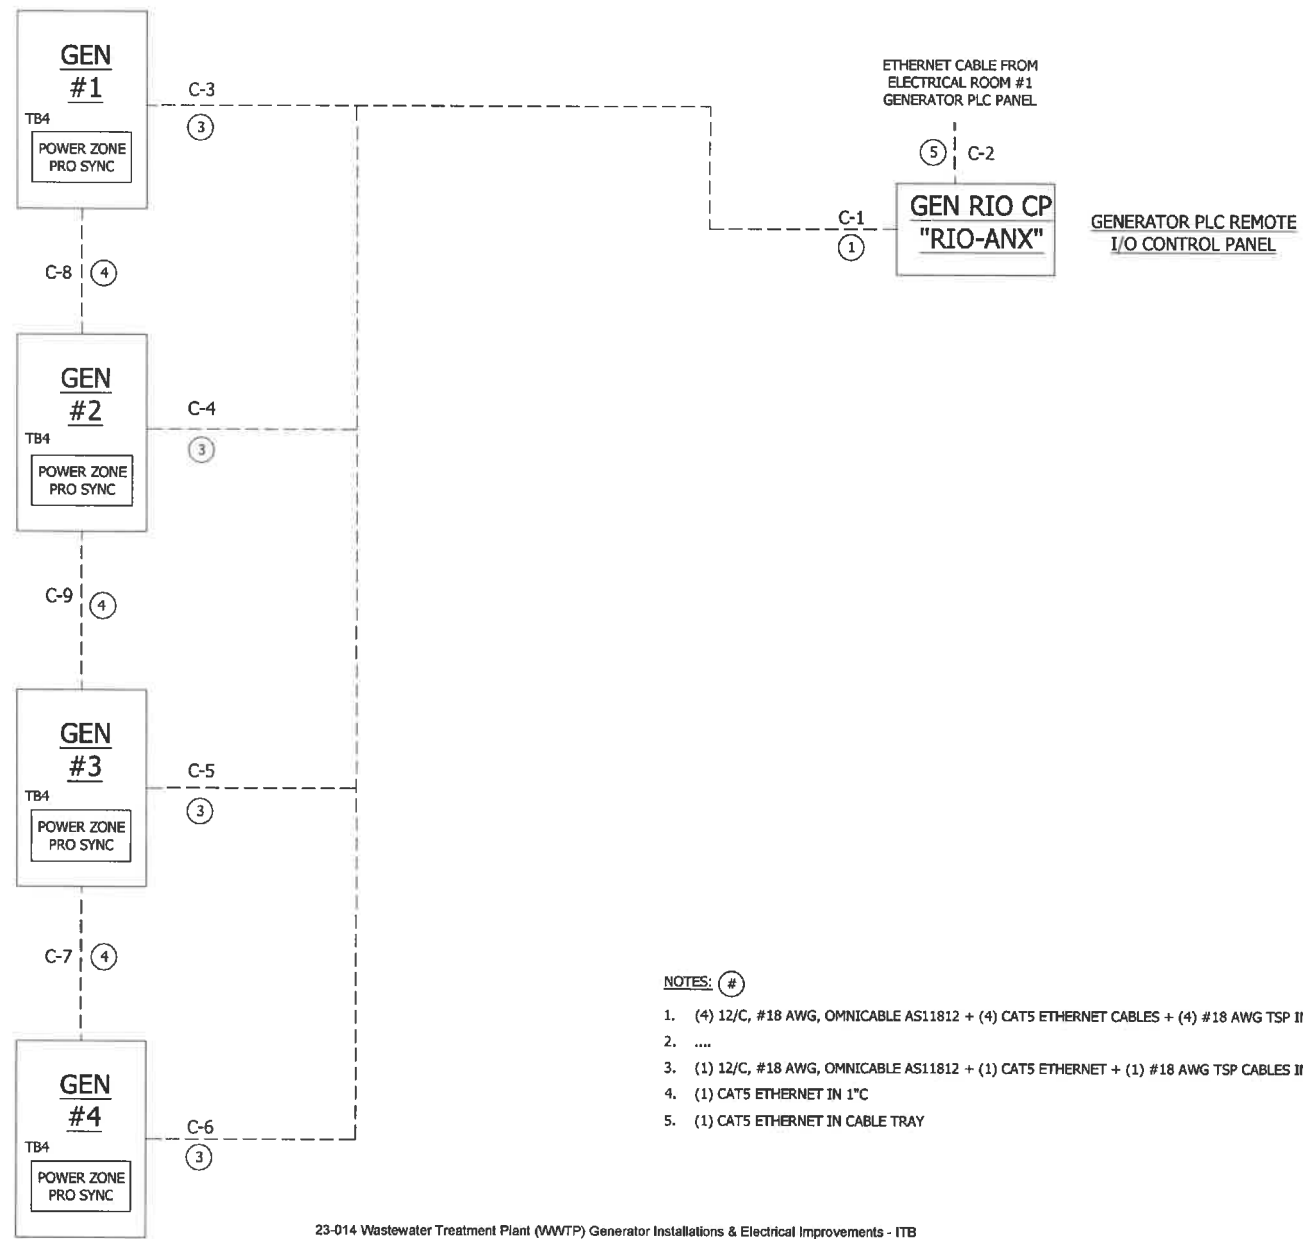 GEN
#1
TB4
POWER ZONE
PRO SYNC
C-3
3
ETHERNET CABLE FROM
ELECTRICAL ROOM #1
GENERATOR PLC PANEL
5
C-2
GEN RIO CP
"RIO-ANX"
C-1
1
GENERATOR PLC REMOTE
I/O CONTROL PANEL
C-8
4
GEN
#2
TB4
POWER ZONE
PRO SYNC
C-4
3
C-9
4
GEN
#3
TB4
POWER ZONE
PRO SYNC
C-5
3
C-7
4
GEN
#4
TB4
POWER ZONE
PRO SYNC
C-6
3
NOTES: #
1. (4) 12/C, #18 AWG, OMNICABLE AS11812 + (4) CAT5 ETHERNET CABLES + (4) #18 AWG TSP
2. ....
3. (1) 12/C, #18 AWG, OMNICABLE AS11812 + (1) CAT5 ETHERNET + (1) #18 AWG TSP CABLES
4. (1) CAT5 ETHERNET IN 1"C
5. (1) CAT5 ETHERNET IN CABLE TRAY
23-014 Wastewater Treatment Plant (WWTP) Generator Installations & Electrical Improvements - ITB